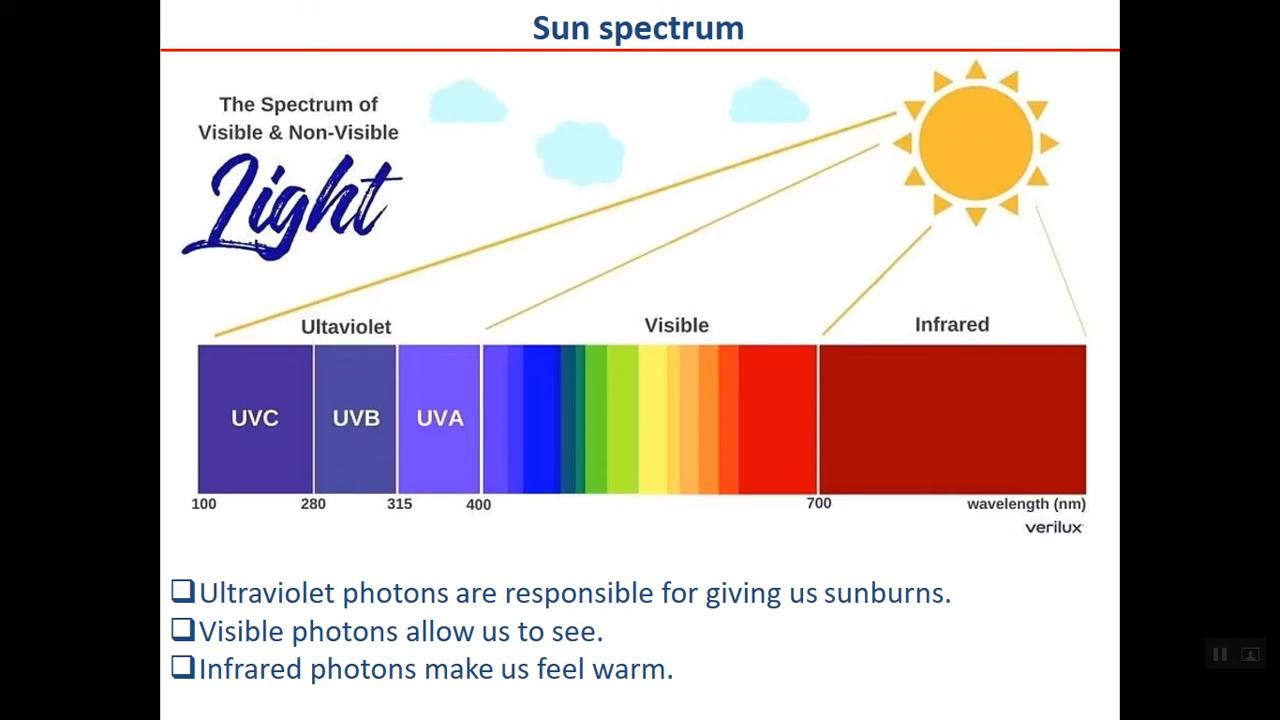 Sun spectrum
The Spectrum of
Visible & Non-Visible
Light
Ultaviolet
Visible
Infrared
UVC
UVB
UVA
100
280
315
400
700
wavelength (nm)
verilux
❑Ultraviolet photons are responsible for giving us sunburns.
❑Visible photons allow us to see.
❑Infrared photons make us feel warm.